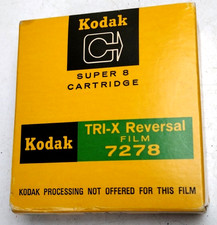 Kodak
SUPER 8
CARTRIDGE
Kodak
TRI-X Reversal
FILM
7278
KODAK PROCESSING NOT OFFERED FOR THIS FILM